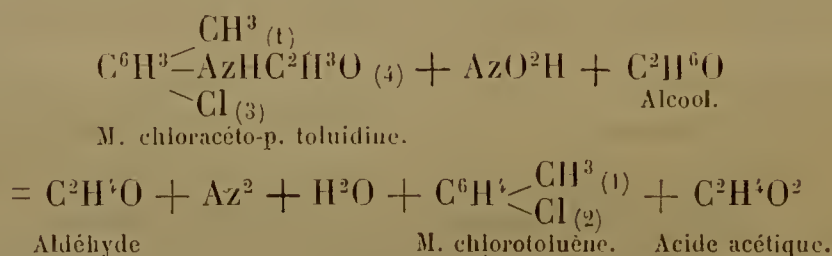 CH³ (1)
C⁶H³—AzHC²H³O (4) + AzO²H + C²H⁶O
Cl (3) Alcool.
M. chloracéto-p. toluidine.
= C²H⁴O + Az² + H²O + C⁶H⁴ CH³ (1) + C²H⁴O²
Cl (2)
Aldéhyde M. chlorotoluène. Acide acétique.